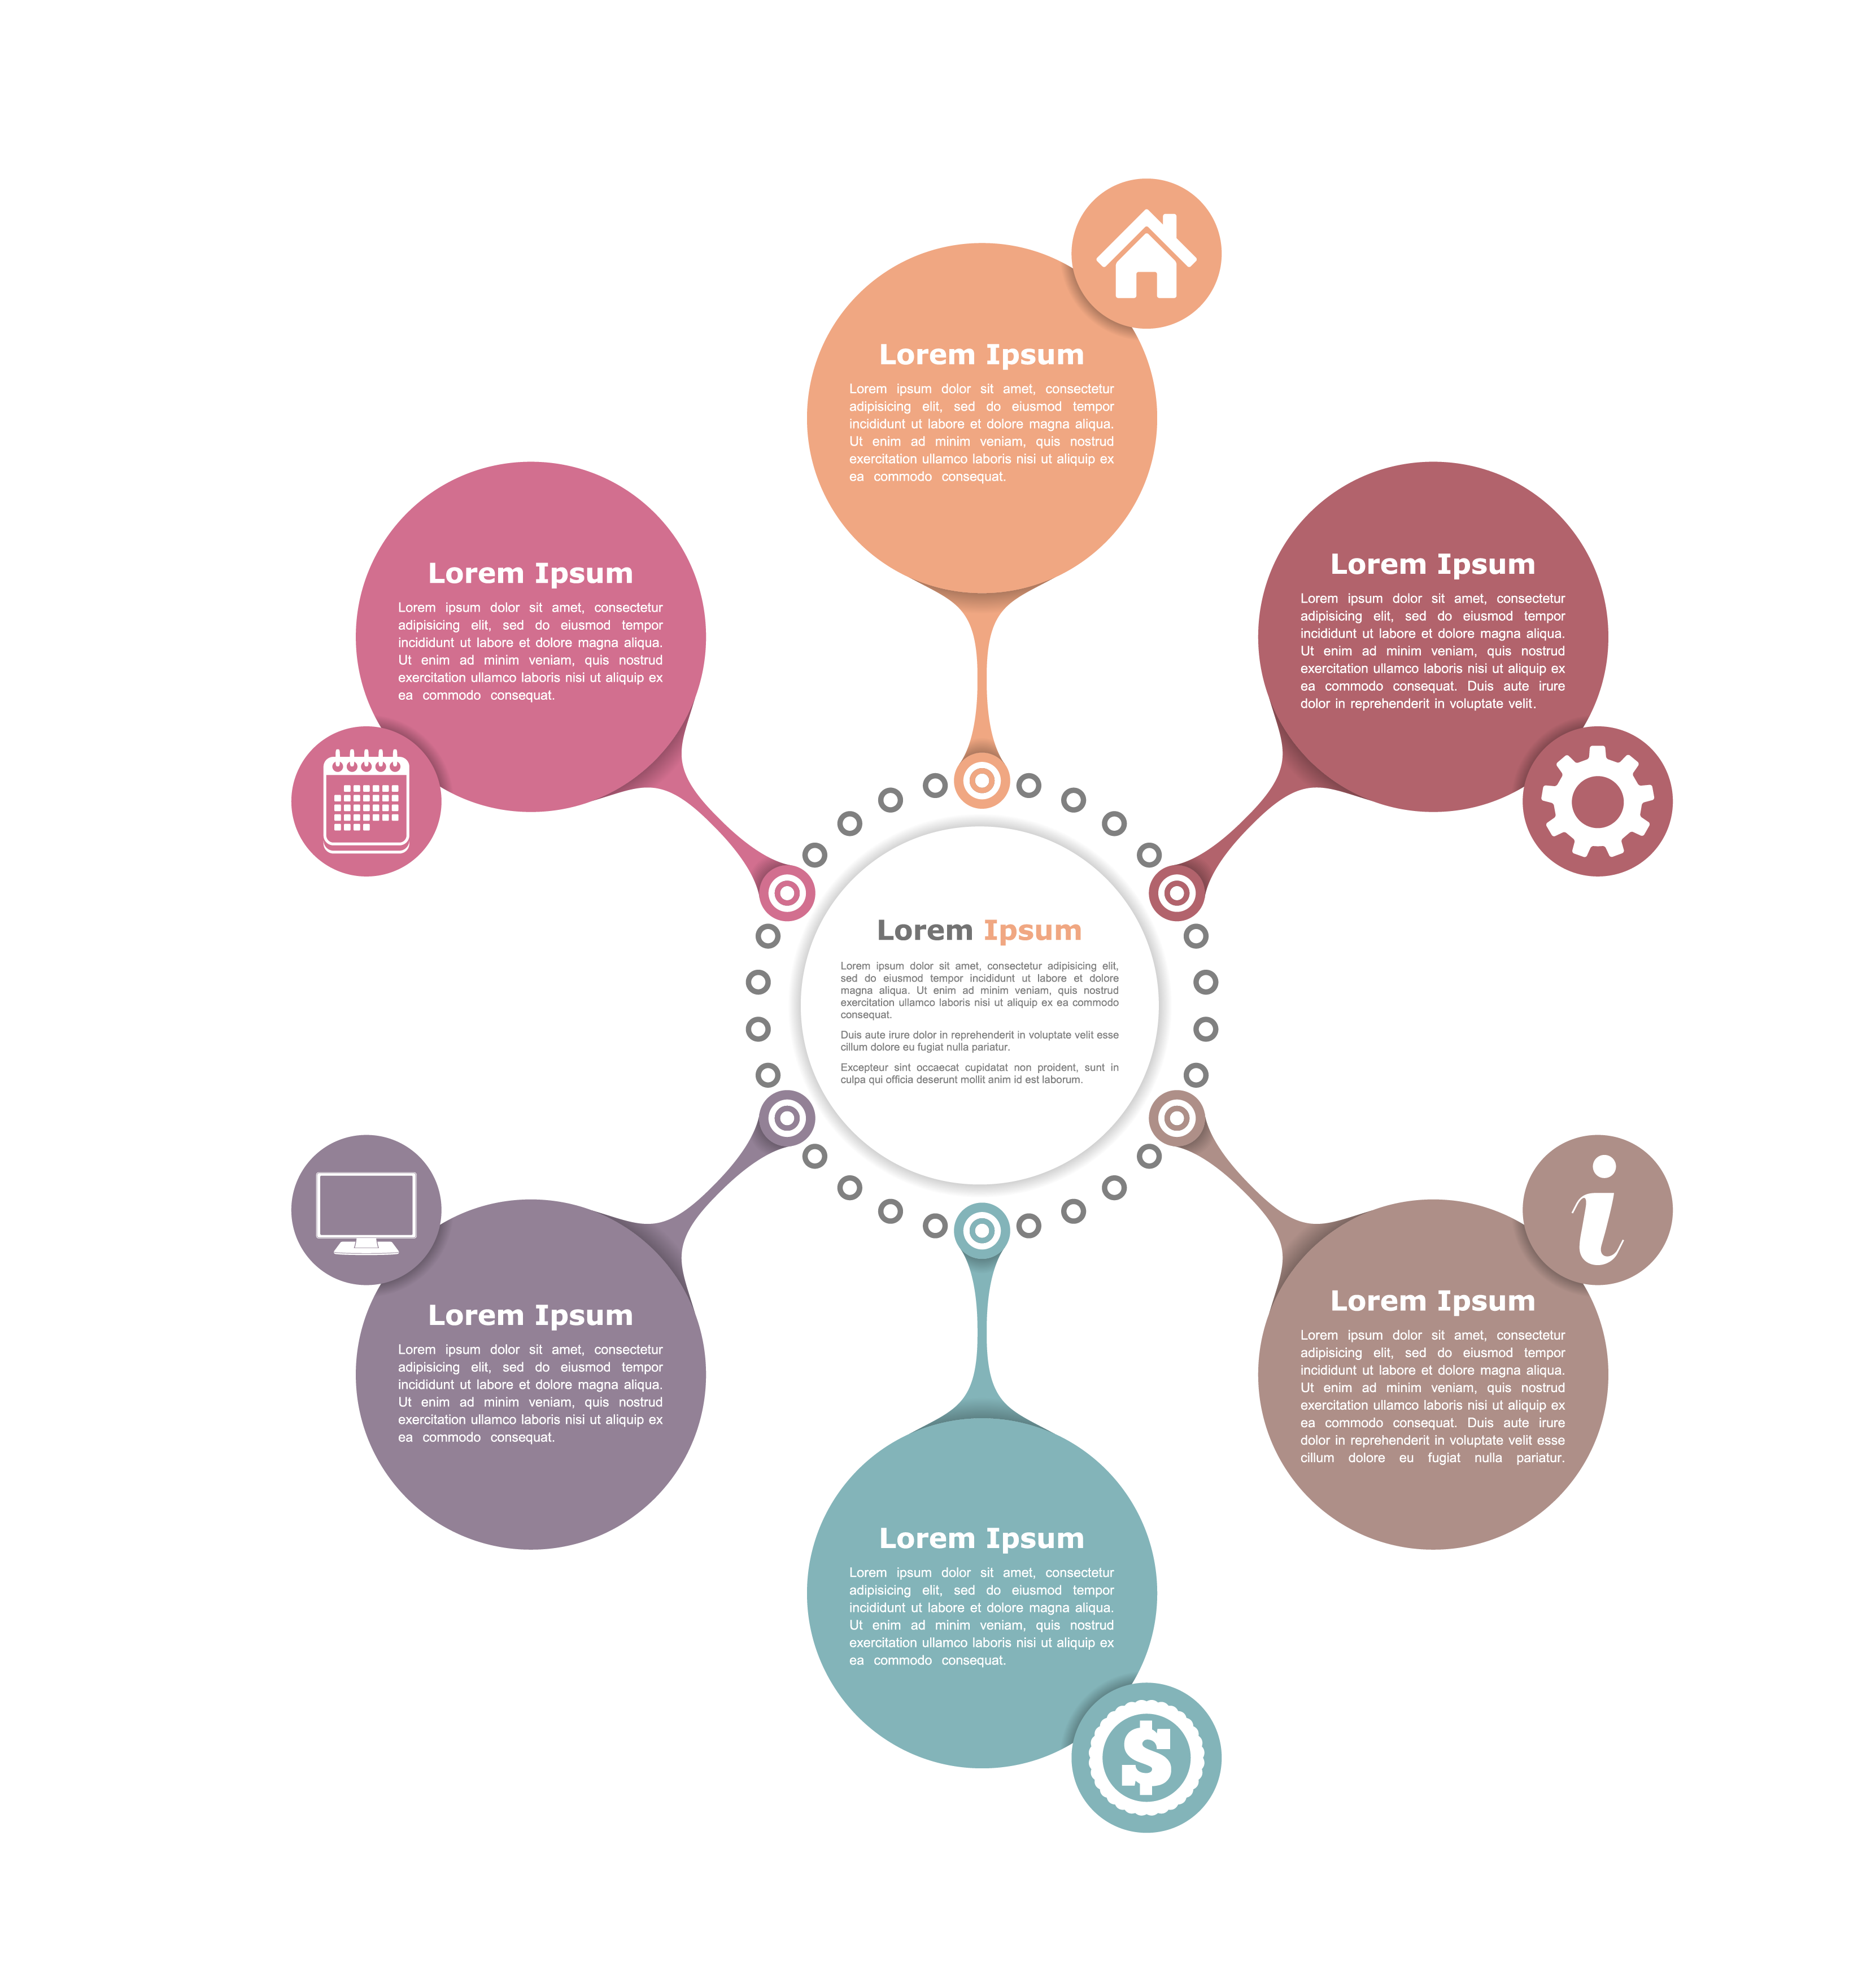 Lorem Ipsum
Lorem ipsum dolor sit amet, consectetur
adipisicing elit, sed do eiusmod tempor
incididunt ut labore et dolore magna aliqua.
Ut enim ad minim veniam, quis nostrud
exercitation ullamco laboris nisi ut aliquip ex
ea commodo consequat.
Lorem Ipsum
Lorem ipsum dolor sit amet, consectetur
adipisicing elit, sed do eiusmod tempor
incididunt ut labore et dolore magna aliqua.
Ut enim ad minim veniam, quis nostrud
exercitation ullamco laboris nisi ut aliquip ex
ea commodo consequat.
Lorem Ipsum
Lorem ipsum dolor sit amet, consectetur
adipisicing elit, sed do eiusmod tempor
incididunt ut labore et dolore magna aliqua.
Ut enim ad minim veniam, quis nostrud
exercitation ullamco laboris nisi ut aliquip ex
ea commodo consequat. Duis aute irure
dolor in reprehenderit in voluptate velit.
Lorem Ipsum
Lorem ipsum dolor sit amet, consectetur adipisicing elit,
sed do eiusmod tempor incididunt ut labore et dolore
magna aliqua. Ut enim ad minim veniam, quis nostrud
exercitation ullamco laboris nisi ut aliquip ex ea commodo
consequat.
Duis aute irure dolor in reprehenderit in voluptate velit esse
cillum dolore eu fugiat nulla pariatur.
Excepteur sint occaecat cupidatat non proident, sunt in
culpa qui officia deserunt mollit anim id est laborum.
Lorem Ipsum
Lorem ipsum dolor sit amet, consectetur
adipisicing elit, sed do eiusmod tempor
incididunt ut labore et dolore magna aliqua.
Ut enim ad minim veniam, quis nostrud
exercitation ullamco laboris nisi ut aliquip ex
ea commodo consequat.
i
Lorem Ipsum
Lorem ipsum dolor sit amet, consectetur
adipisicing elit, sed do eiusmod tempor
incididunt ut labore et dolore magna aliqua.
Ut enim ad minim veniam, quis nostrud
exercitation ullamco laboris nisi ut aliquip ex
ea commodo consequat. Duis aute irure
dolor in reprehenderit in voluptate velit esse
cillum dolore eu fugiat nulla pariatur.
Lorem Ipsum
Lorem ipsum dolor sit amet, consectetur
adipisicing elit, sed do eiusmod tempor
incididunt ut labore et dolore magna aliqua.
Ut enim ad minim veniam, quis nostrud
exercitation ullamco laboris nisi ut aliquip ex
ea commodo consequat.
$